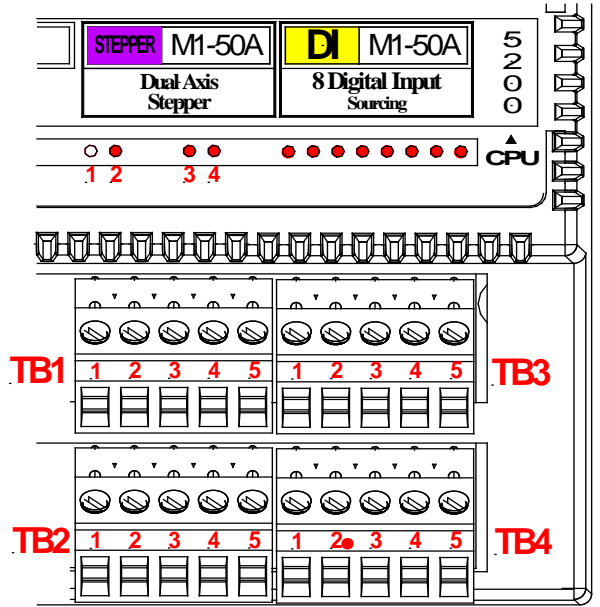 STEPPER M1-50A
Dual-Axis
Stepper
DI M1-50A
8 Digital Input
Sourcing
5
2
0
0
CPU
1 2 3 4
TB1
1 2 3 4 5
1 2 3 4 5
TB3
TB2
1 2 3 4 5
1 2 3 4 5
TB4